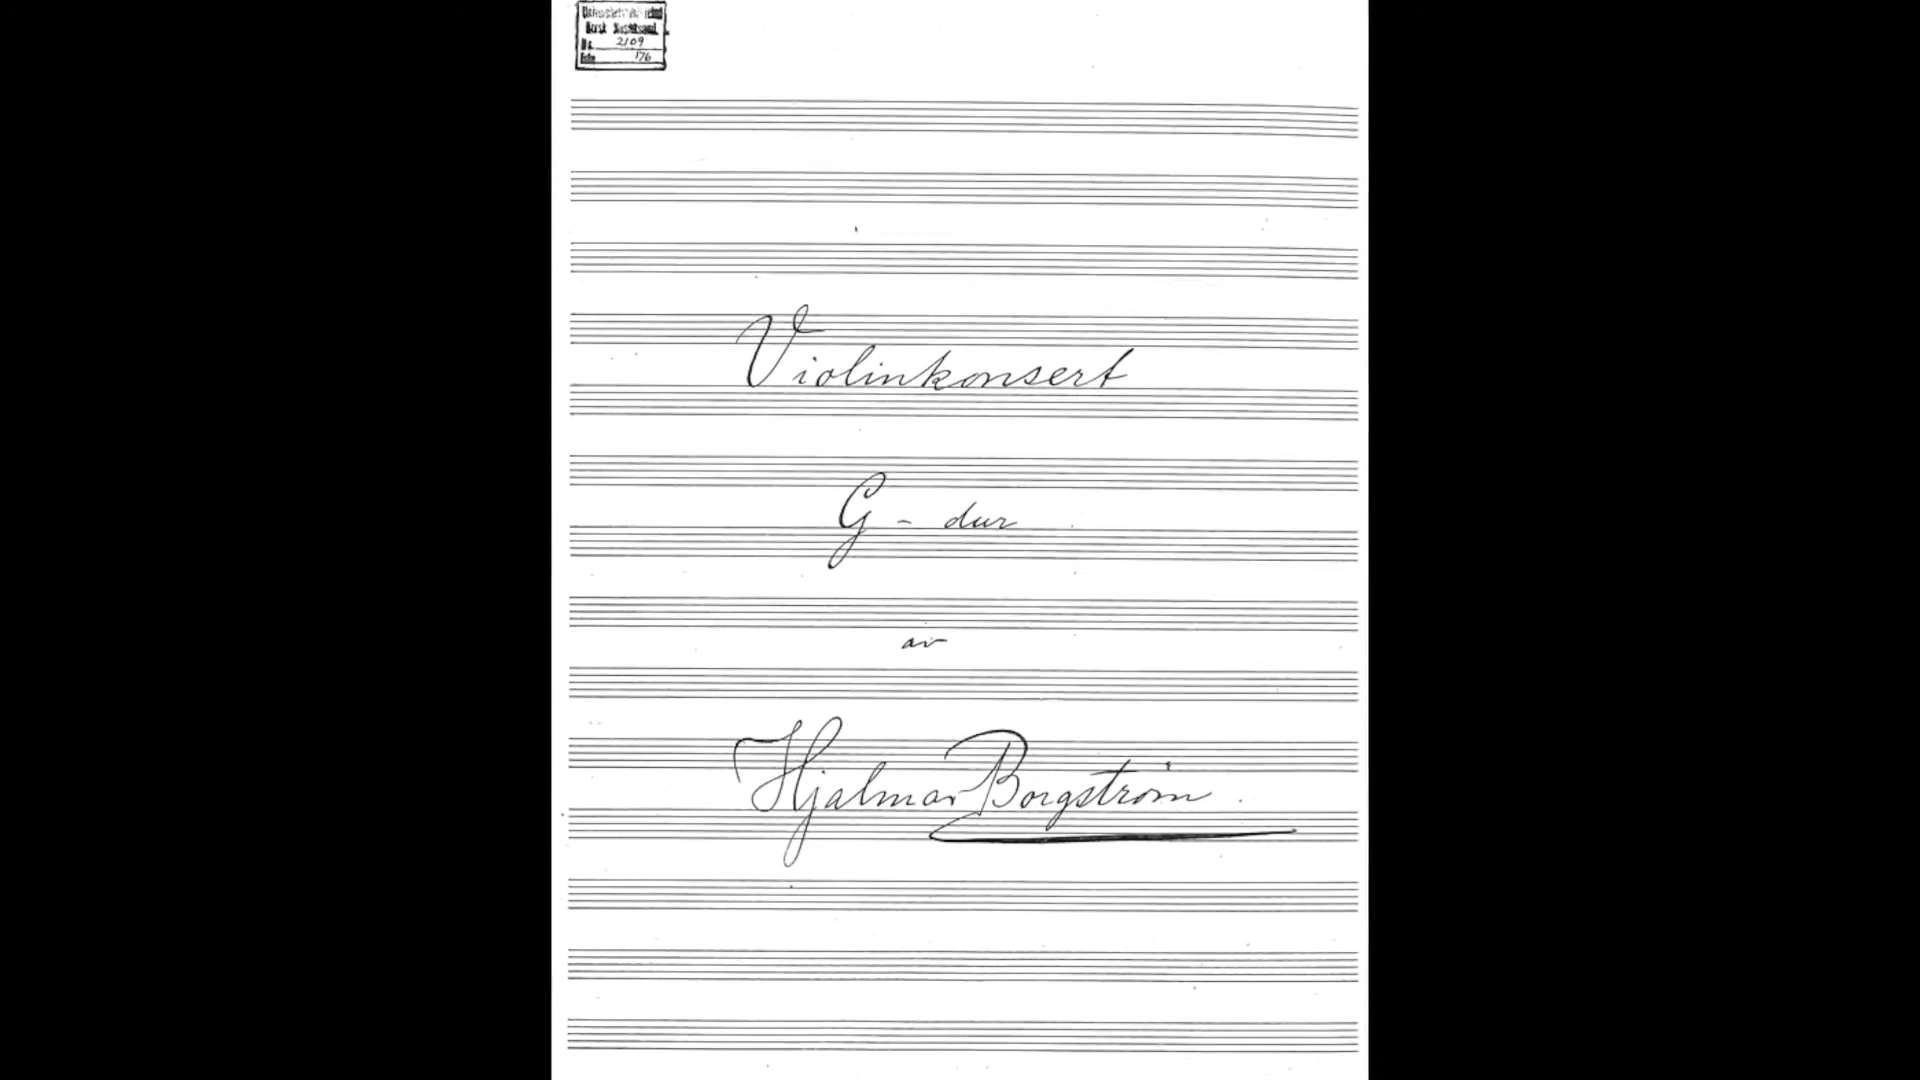 2109
176
Violinkonsert
G - dur
av
Hjalmar Borgström